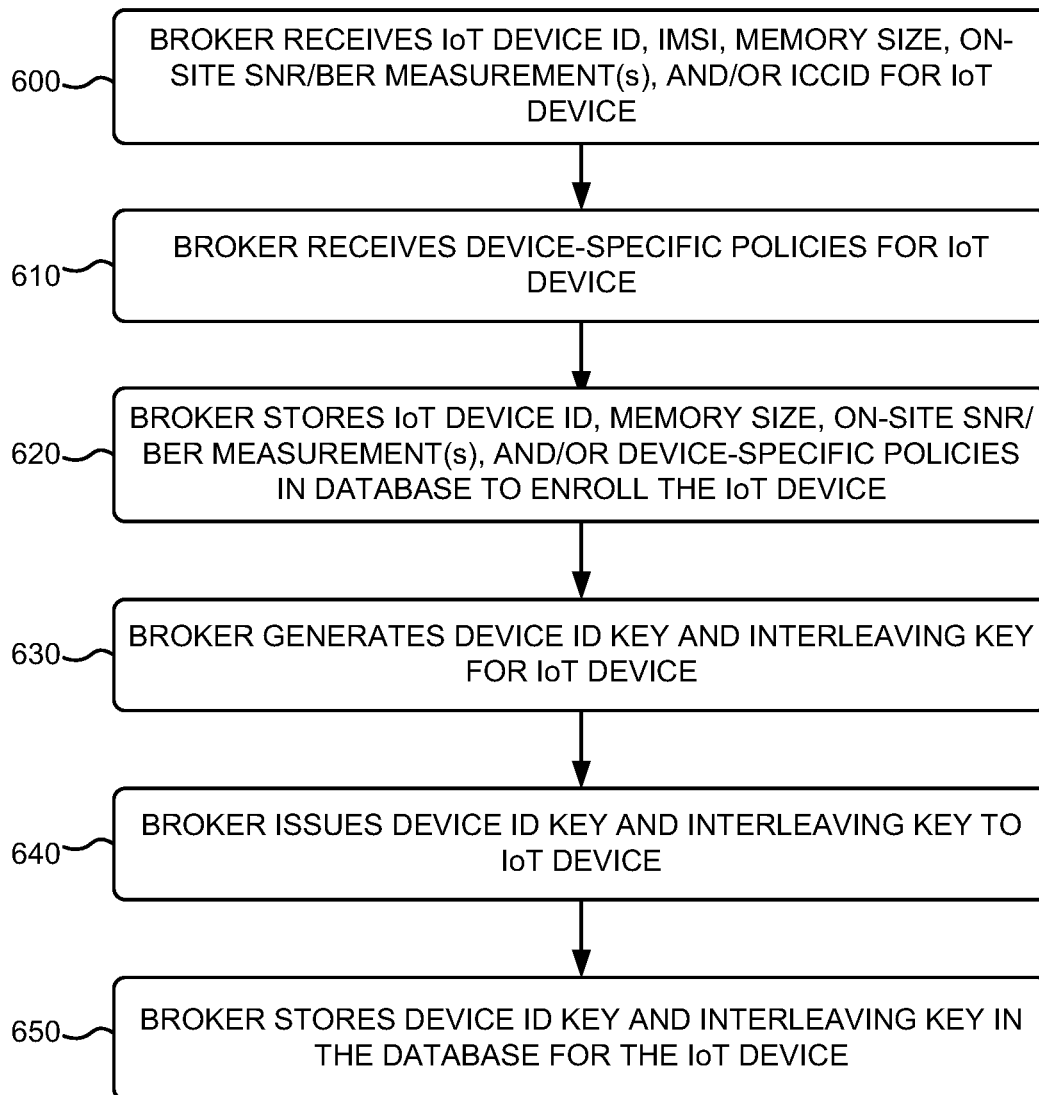 BROKER RECEIVES IoT DEVICE ID, IMSI, MEMORY SIZE, ON-
SITE SNR/BER MEASUREMENT(s), AND/OR ICCID FOR IoT
DEVICE
600
BROKER RECEIVES DEVICE-SPECIFIC POLICIES FOR IoT
DEVICE
610
BROKER STORES IoT DEVICE ID, MEMORY SIZE, ON-SITE SNR/
BER MEASUREMENT(s), AND/OR DEVICE-SPECIFIC POLICIES
IN DATABASE TO ENROLL THE IoT DEVICE
620
BROKER GENERATES DEVICE ID KEY AND INTERLEAVING KEY
FOR IoT DEVICE
630
BROKER ISSUES DEVICE ID KEY AND INTERLEAVING KEY TO
IoT DEVICE
640
BROKER STORES DEVICE ID KEY AND INTERLEAVING KEY IN
THE DATABASE FOR THE IoT DEVICE
650